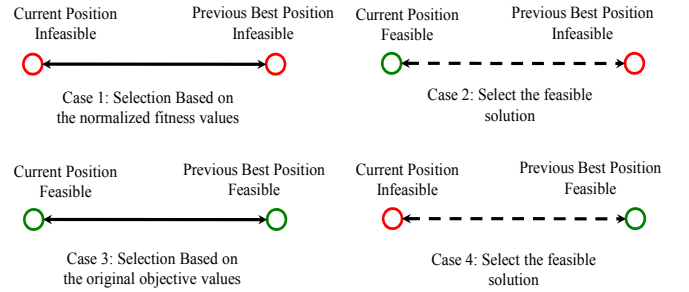 Current Position
Infeasible
Previous Best Position
Infeasible
Case 1: Selection Based on
the normalized fitness values
Current Position
Feasible
Previous Best Position
Infeasible
Case 2: Select the feasible
solution
Current Position
Feasible
Previous Best Position
Feasible
Case 3: Selection Based on
the original objective values
Current Position
Infeasible
Previous Best Position
Feasible
Case 4: Select the feasible
solution